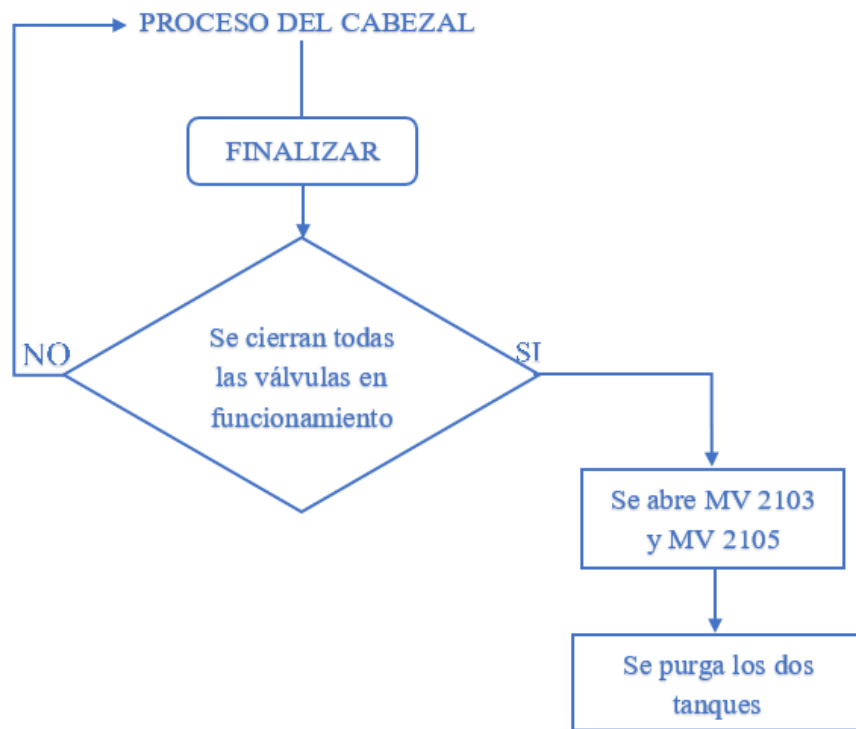 PROCESO DEL CABEZAL
FINALIZAR
Se cierran todas
las válvulas en
funcionamiento
NO
SI
Se abre MV 2103
y MV 2105
Se purga los dos
tanques